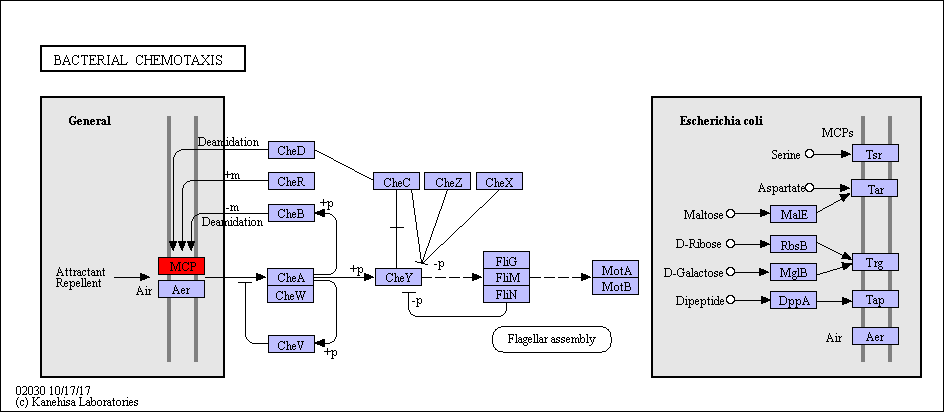 BACTERIAL CHEMOTAXIS
General
Deamidation
CheD
+m
CheR
-m
CheB
Deamidation
+p
MCP
Attractant
Repellent
Air
Aer
CheA
CheW
CheV
+p
+p
CheC
CheZ
CheX
-p
CheY
-p
FliG
FliM
FliN
MotA
MotB
Flagellar assembly
Escherichia coli
MCPs
Serine
Tsr
Aspartate
Tar
Maltose
MalE
D-Ribose
RbsB
Trg
D-Galactose
MglB
Dipeptide
DppA
Tap
Air
Aer
02030 10/17/17
(c) Kanehisa Laboratories